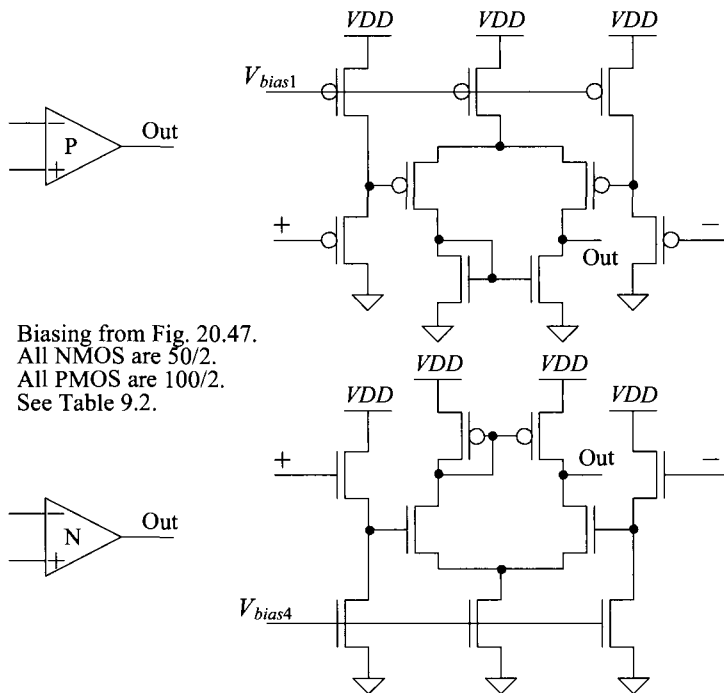 VDD VDD VDD
Vbias1
− P + Out
+ −
Out
Biasing from Fig. 20.47.
All NMOS are 50/2.
All PMOS are 100/2.
See Table 9.2.
VDD VDD
VDD VDD
+ Out −
− N + Out
Vbias4